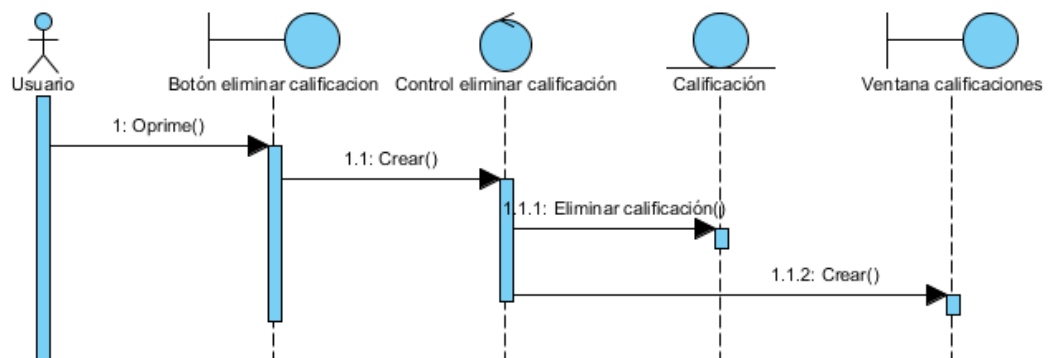 Usuario
Botón eliminar calificacion
Control eliminar calificación
Calificación
Ventana calificaciones
1: Oprime()
1.1: Crear()
1.1.1: Eliminar calificación()
1.1.2: Crear()